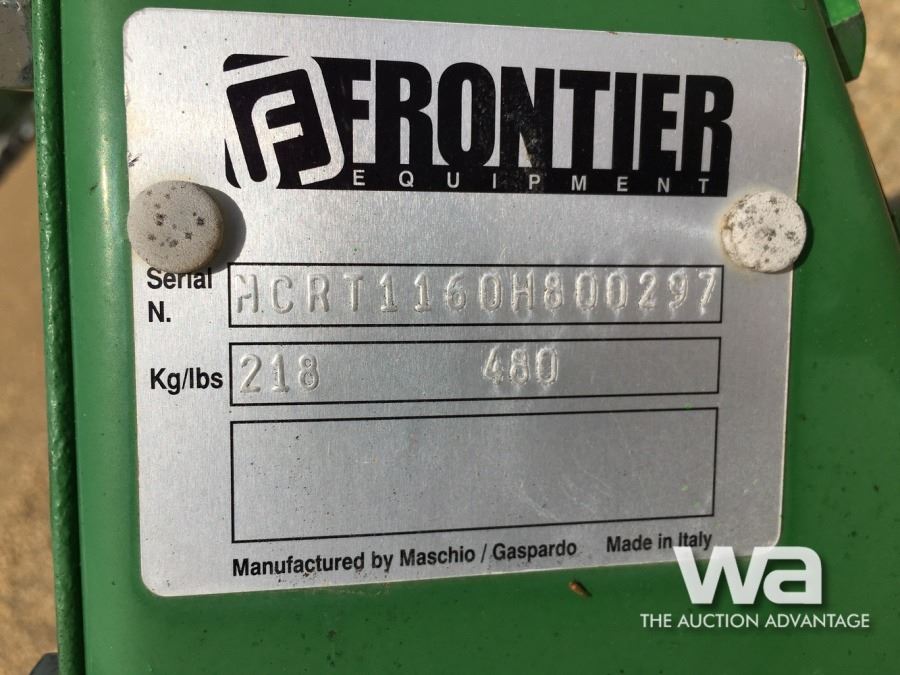 F FRONTIER
EQUIPMENT
Serial N. MCRT1160H800297
Kg/lbs 218 480
Manufactured by Maschio / Gaspardo Made in Italy
wa
THE AUCTION ADVANTAGE